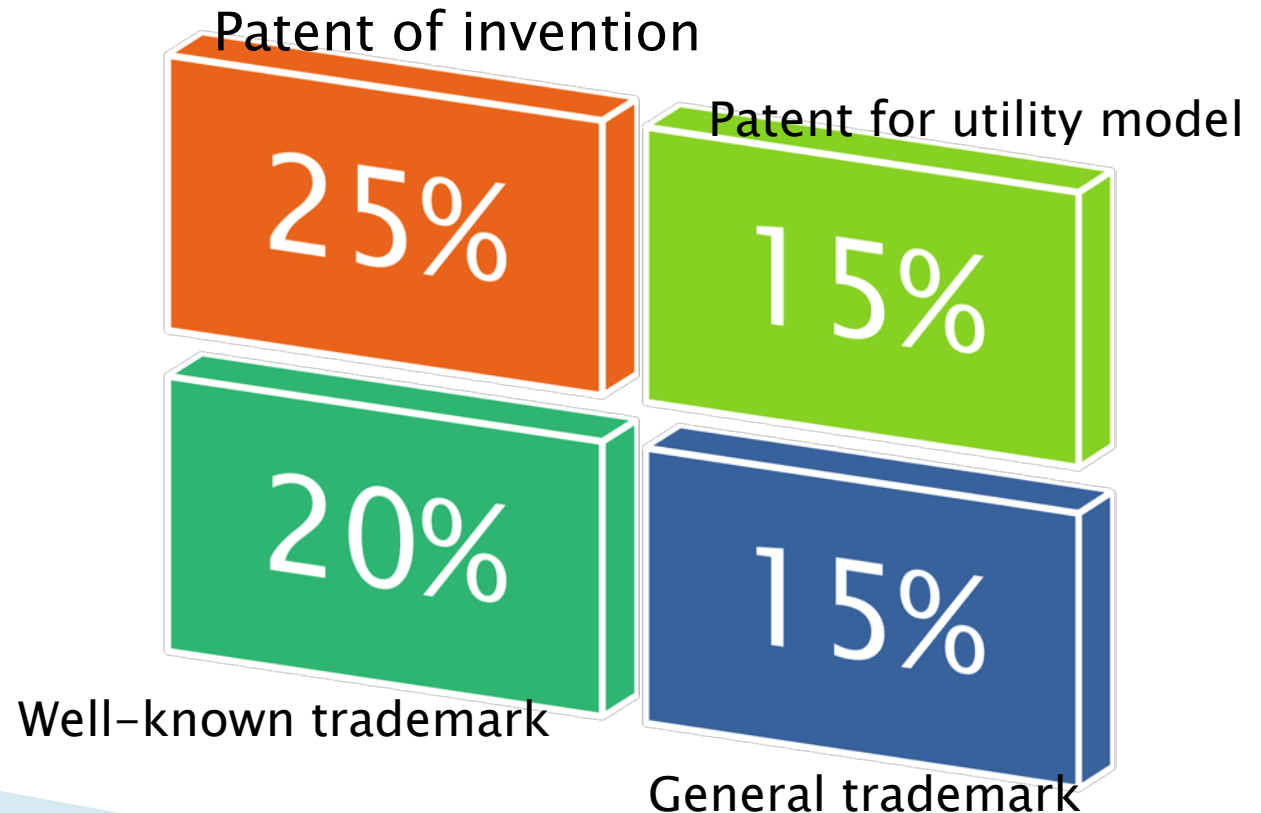 Patent of invention
Patent for utility model
25%
15%
20%
15%
Well-known trademark
General trademark